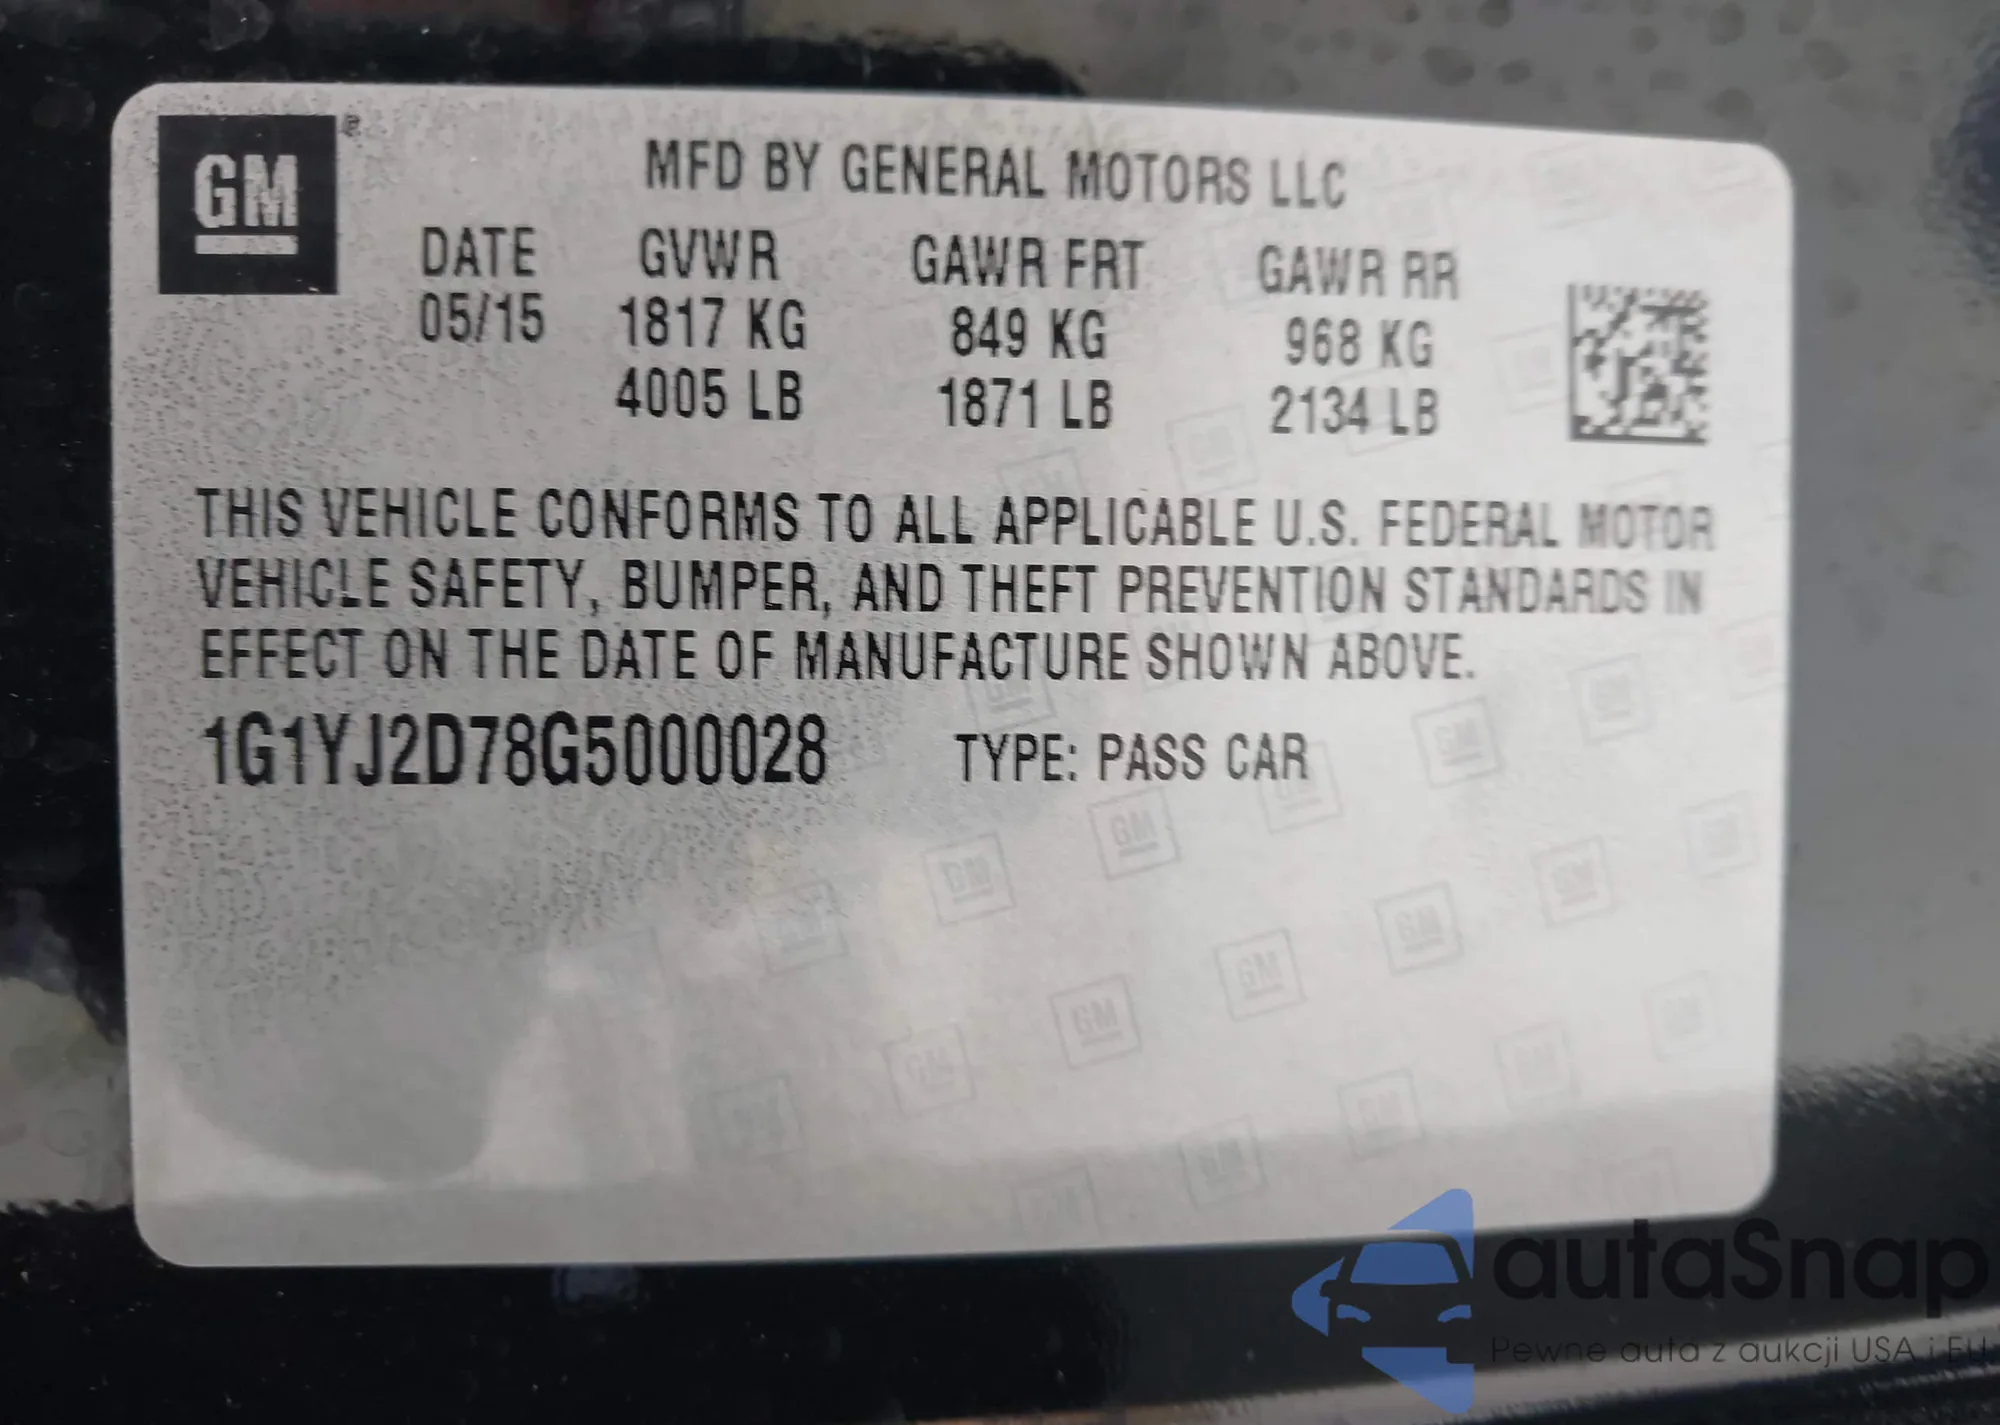 GM
MFD BY GENERAL MOTORS LLC
DATE GVWR GAWR FRT GAWR RR
05/15 1817 KG 849 KG 968 KG
4005 LB 1871 LB 2134 LB
THIS VEHICLE CONFORMS TO ALL APPLICABLE U.S. FEDERAL MOTOR
VEHICLE SAFETY, BUMPER, AND THEFT PREVENTION STANDARDS IN
EFFECT ON THE DATE OF MANUFACTURE SHOWN ABOVE.
1G1YJ2D78G5000028 TYPE: PASS CAR
autaSnap
Pewne auta z aukcji USA i EU